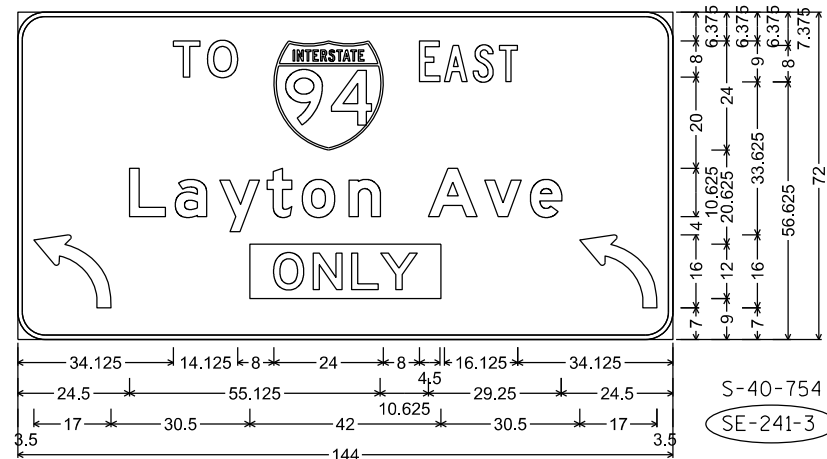 TO INTERSTATE 94 EAST
Layton Ave
ONLY
6.375 6.375 6.375 7.375
8 24 9 8
20 33.625
10.625 20.625 56.625 72
4
16 12 16
7 9 7
34.125 14.125 8 24 8 16.125 34.125
4.5
24.5 55.125 29.25 24.5
10.625
17 30.5 42 30.5 17
3.5 3.5
144
S-40-754
SE-241-3